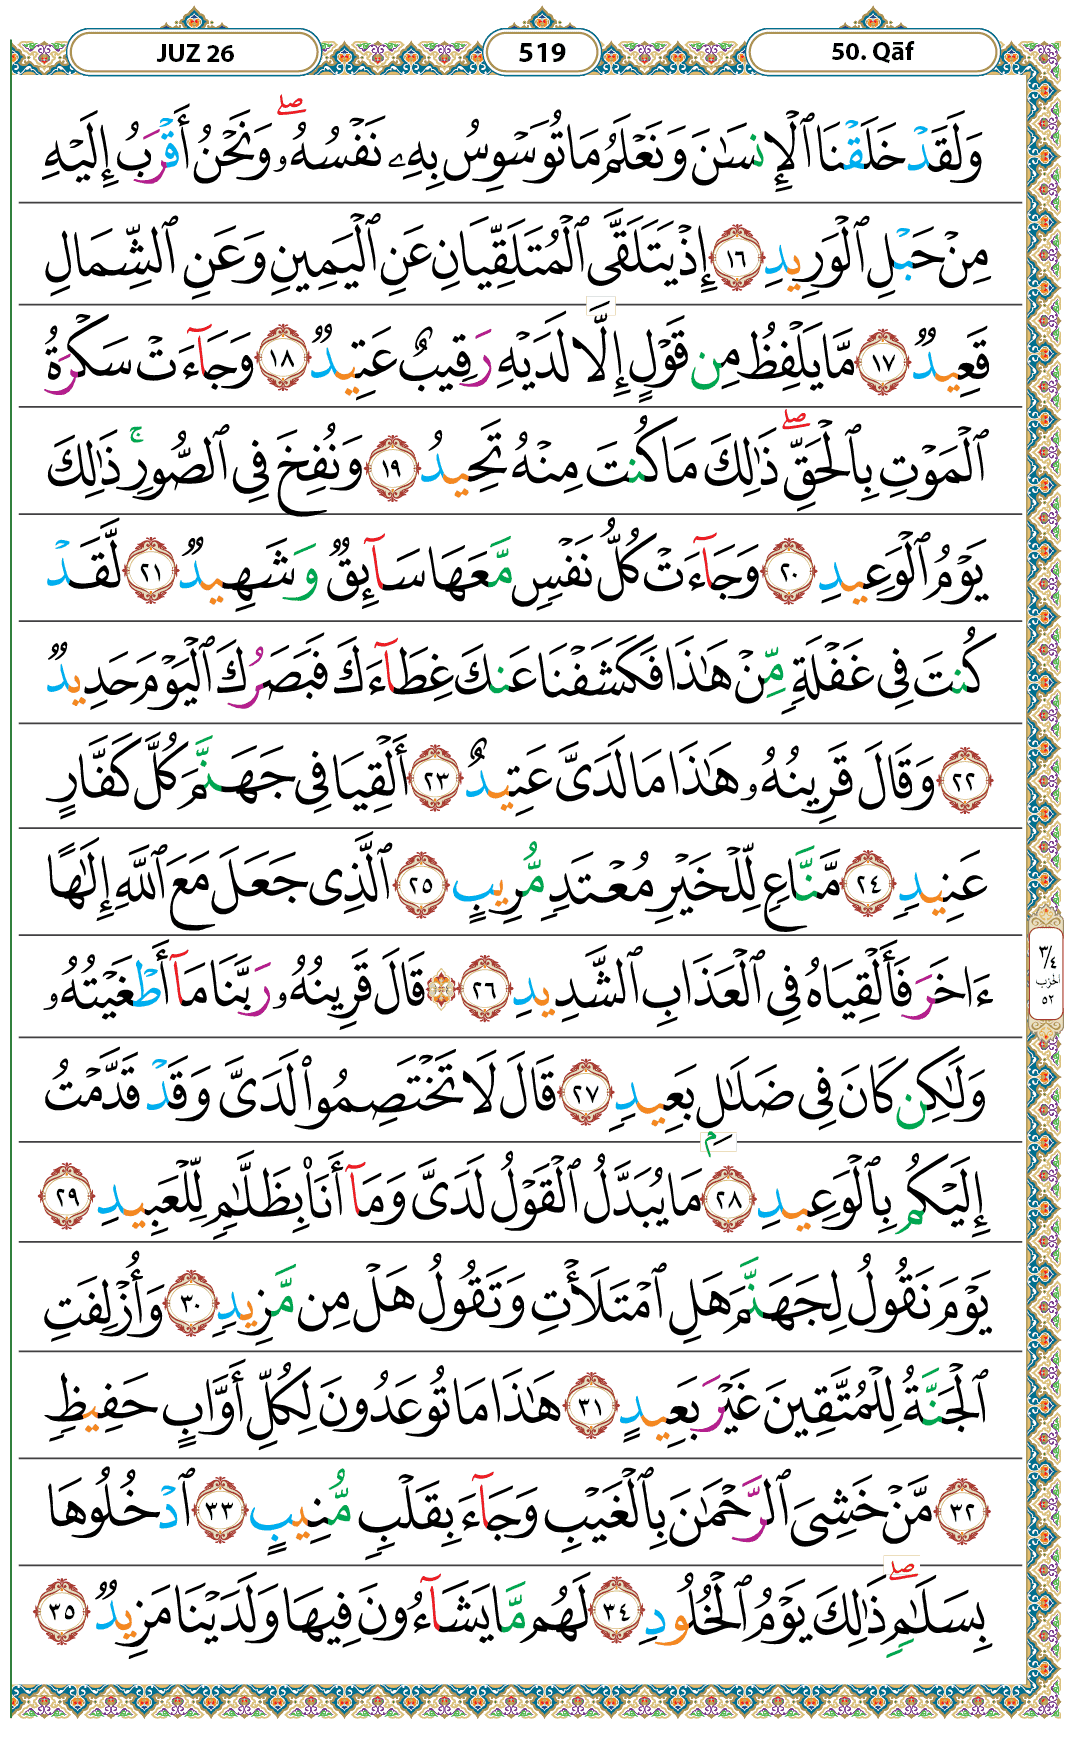 JUZ 26 519 50. Qāf
وَلَقَدْ خَلَقْنَا ٱلْإِنسَٰنَ وَنَعْلَمُ مَا تُوَسْوِسُ بِهِۦ نَفْسُهُۥ ۖ وَنَحْنُ أَقْرَبُ إِلَيْهِ
مِنْ حَبْلِ ٱلْوَرِيدِ ١٦ إِذْ يَتَلَقَّى ٱلْمُتَلَقِّيَانِ عَنِ ٱلْيَمِينِ وَعَنِ ٱلشِّمَالِ
قَعِيدٌ ١٧ مَّا يَلْفِظُ مِن قَوْلٍ إِلَّا لَدَيْهِ رَقِيبٌ عَتِيدٌ ١٨ وَجَآءَتْ سَكْرَةُ
ٱلْمَوْتِ بِٱلْحَقِّ ۖ ذَٰلِكَ مَا كُنتَ مِنْهُ تَحِيدُ ١٩ وَنُفِخَ فِى ٱلصُّورِ ۚ ذَٰلِكَ
يَوْمُ ٱلْوَعِيدِ ٢٠ وَجَآءَتْ كُلُّ نَفْسٍ مَّعَهَا سَآئِقٌ وَشَهِيدٌ ٢١ لَّقَدْ
كُنتَ فِى غَفْلَةٍ مِّنْ هَٰذَا فَكَشَفْنَا عَنكَ غِطَآءَكَ فَبَصَرُكَ ٱلْيَوْمَ حَدِيدٌ
٢٢ وَقَالَ قَرِينُهُۥ هَٰذَا مَا لَدَىَّ عَتِيدٌ ٢٣ أَلْقِيَا فِى جَهَنَّمَ كُلَّ كَفَّارٍ
عَنِيدٍ ٢٤ مَّنَّاعٍ لِّلْخَيْرِ مُعْتَدٍ مُّرِيبٍ ٢٥ ٱلَّذِى جَعَلَ مَعَ ٱللَّهِ إِلَٰهًا
ءَاخَرَ فَأَلْقِيَاهُ فِى ٱلْعَذَابِ ٱلشَّدِيدِ ٢٦ ۞ قَالَ قَرِينُهُۥ رَبَّنَا مَآ أَطْغَيْتُهُۥ
٣/٤ الحزب ٥٢
وَلَٰكِن كَانَ فِى ضَلَٰلٍ بَعِيدٍ ٢٧ قَالَ لَا تَخْتَصِمُوا۟ لَدَىَّ وَقَدْ قَدَّمْتُ
إِلَيْكُم بِٱلْوَعِيدِ ٢٨ مَا يُبَدَّلُ ٱلْقَوْلُ لَدَىَّ وَمَآ أَنَا۠ بِظَلَّٰمٍ لِّلْعَبِيدِ ٢٩
يَوْمَ نَقُولُ لِجَهَنَّمَ هَلِ ٱمْتَلَأْتِ وَتَقُولُ هَلْ مِن مَّزِيدٍ ٣٠ وَأُزْلِفَتِ
ٱلْجَنَّةُ لِلْمُتَّقِينَ غَيْرَ بَعِيدٍ ٣١ هَٰذَا مَا تُوعَدُونَ لِكُلِّ أَوَّابٍ حَفِيظٍ
٣٢ مَّنْ خَشِىَ ٱلرَّحْمَٰنَ بِٱلْغَيْبِ وَجَآءَ بِقَلْبٍ مُّنِيبٍ ٣٣ ٱدْخُلُوهَا
بِسَلَٰمٍ ۖ ذَٰلِكَ يَوْمُ ٱلْخُلُودِ ٣٤ لَهُم مَّا يَشَآءُونَ فِيهَا وَلَدَيْنَا مَزِيدٌ ٣٥